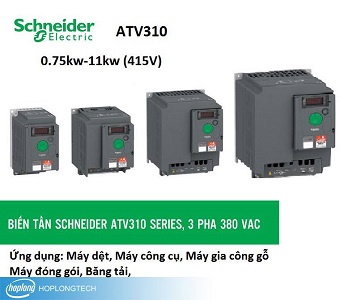 Schneider
Electric
ATV310
0.75kw-11kw (415V)
BIẾN TẦN SCHNEIDER ATV310 SERIES, 3 PHA 380 VAC
Ứng dụng: Máy dệt, Máy công cụ, Máy gia công gỗ
Máy đóng gói, Băng tải,
hoplong
HOPLONGTECH